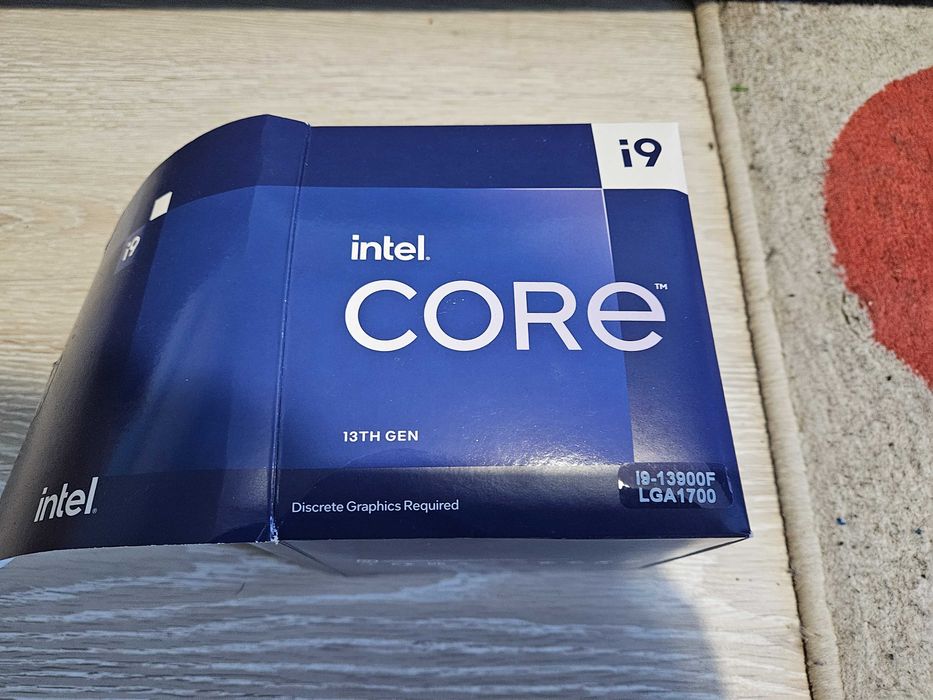 i9
i9
intel.
CORE™
13TH GEN
i9-13900F
LGA1700
Discrete Graphics Required
intel.